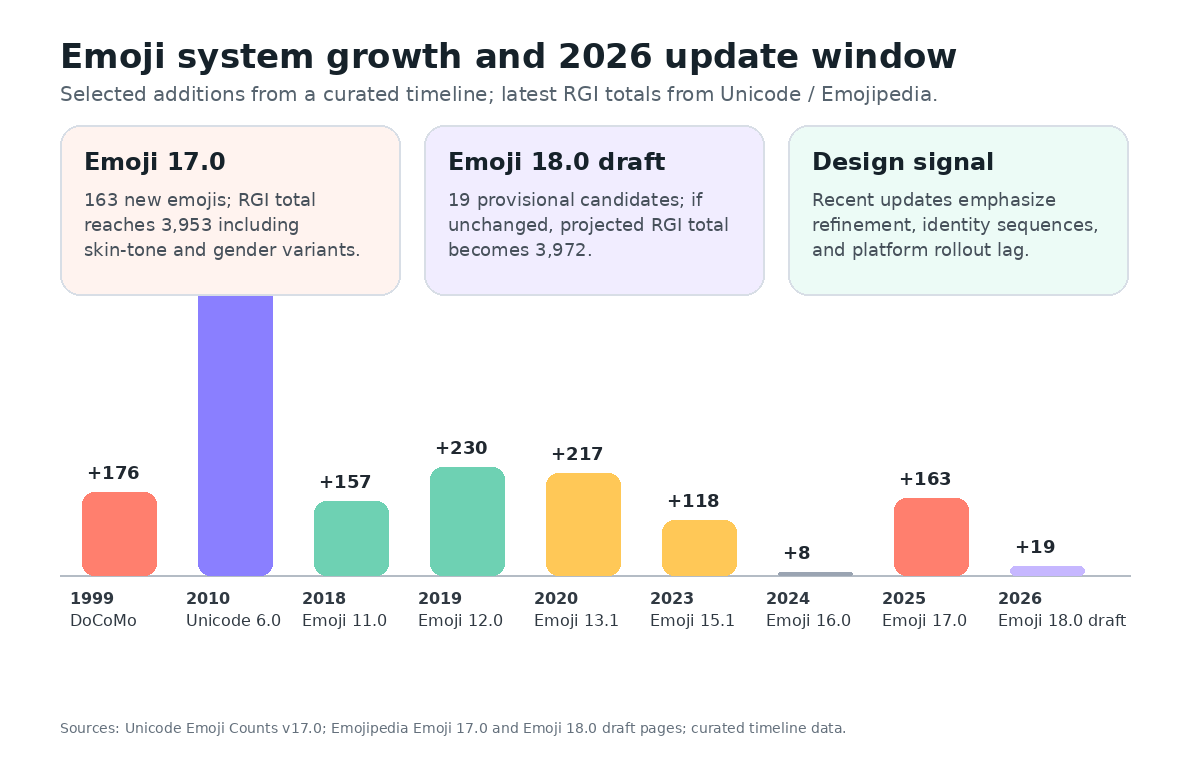 Emoji system growth and 2026 update window
Selected additions from a curated timeline; latest RGI totals from Unicode / Emojipedia.
Emoji 17.0
163 new emojis; RGI total
reaches 3,953 including
skin-tone and gender variants.
Emoji 18.0 draft
19 provisional candidates; if
unchanged, projected RGI total
becomes 3,972.
Design signal
Recent updates emphasize
refinement, identity sequences,
and platform rollout lag.
+176
+157
+230
+217
+118
+8
+163
+19
1999
DoCoMo
2010
Unicode 6.0
2018
Emoji 11.0
2019
Emoji 12.0
2020
Emoji 13.1
2023
Emoji 15.1
2024
Emoji 16.0
2025
Emoji 17.0
2026
Emoji 18.0 draft
Sources: Unicode Emoji Counts v17.0; Emojipedia Emoji 17.0 and Emoji 18.0 draft pages; curated timeline data.